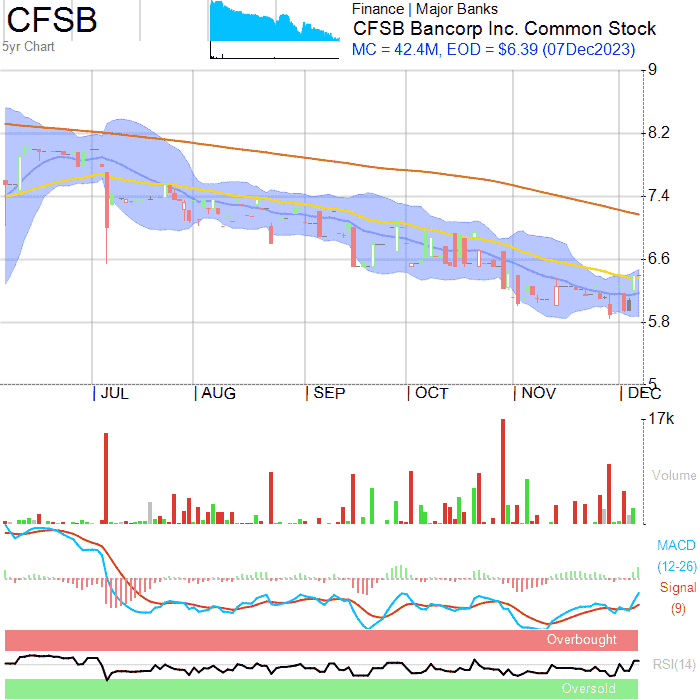 CFSB
5yr Chart
Finance | Major Banks
CFSB Bancorp Inc. Common Stock
MC = 42.4M, EOD = $6.39 (07Dec2023)
9
8.2
7.4
6.6
5.8
5
JUL AUG SEP OCT NOV DEC
17k
Volume
MACD
(12-26)
Signal
(9)
Overbought
RSI(14)
Oversold